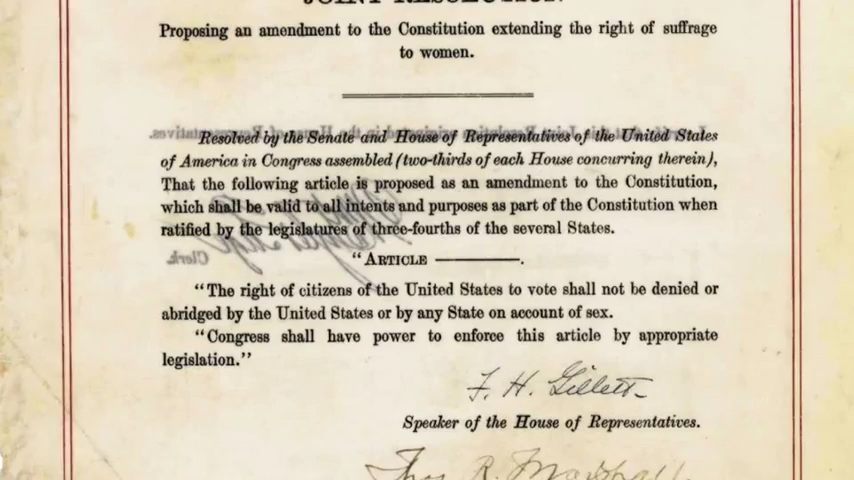 JOINT RESOLUTION
Proposing an amendment to the Constitution extending the right of suffrage
to women.
Resolved by the Senate and House of Representatives of the United States
of America in Congress assembled (two-thirds of each House concurring therein),
That the following article is proposed as an amendment to the Constitution,
which shall be valid to all intents and purposes as part of the Constitution when
ratified by the legislatures of three-fourths of the several States.
Clerk.
"ARTICLE ———.
"The right of citizens of the United States to vote shall not be denied or
abridged by the United States or by any State on account of sex.
"Congress shall have power to enforce this article by appropriate
legislation."
F. H. Gillett
Speaker of the House of Representatives.
Thos R. Marshall